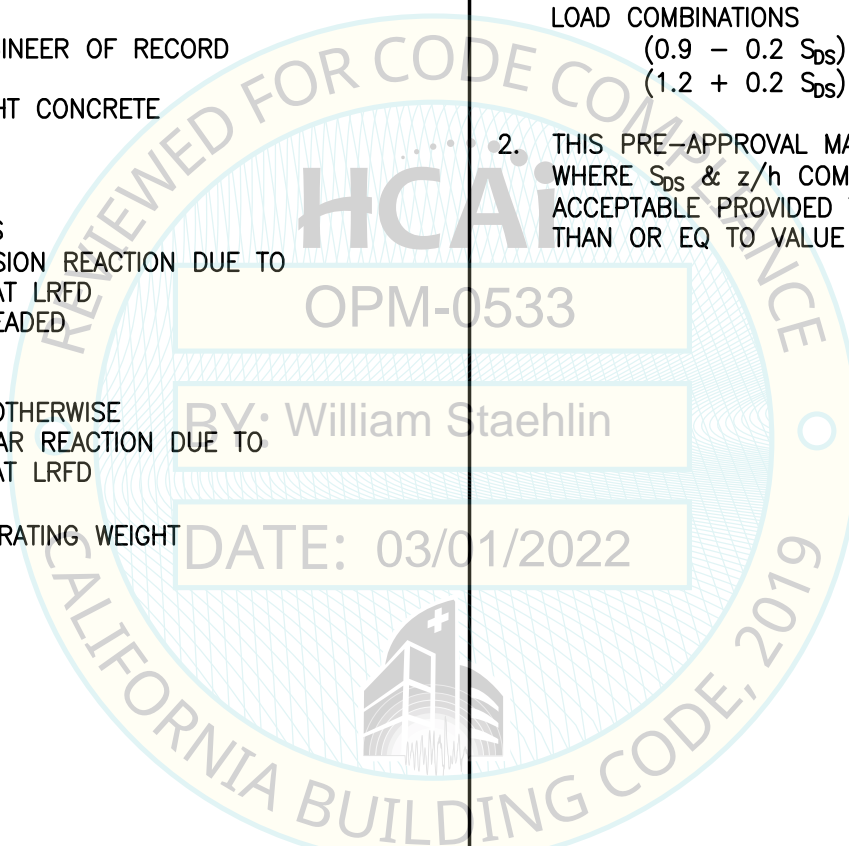 INEER OF RECORD
HT CONCRETE
S
SION REACTION DUE TO
AT LRFD
EADED
OTHERWISE
AR REACTION DUE TO
AT LRFD
RATING WEIGHT
LOAD COMBINATIONS
(0.9 − 0.2 S_DS)
(1.2 + 0.2 S_DS)
2. THIS PRE−APPROVAL MA
WHERE S_DS & z/h COM
ACCEPTABLE PROVIDED
THAN OR EQ TO VALUE
REVIEWED FOR CODE COMPLIANCE
HCAi
OPM-0533
BY: William Staehlin
DATE: 03/01/2022
CALIFORNIA BUILDING CODE, 2019